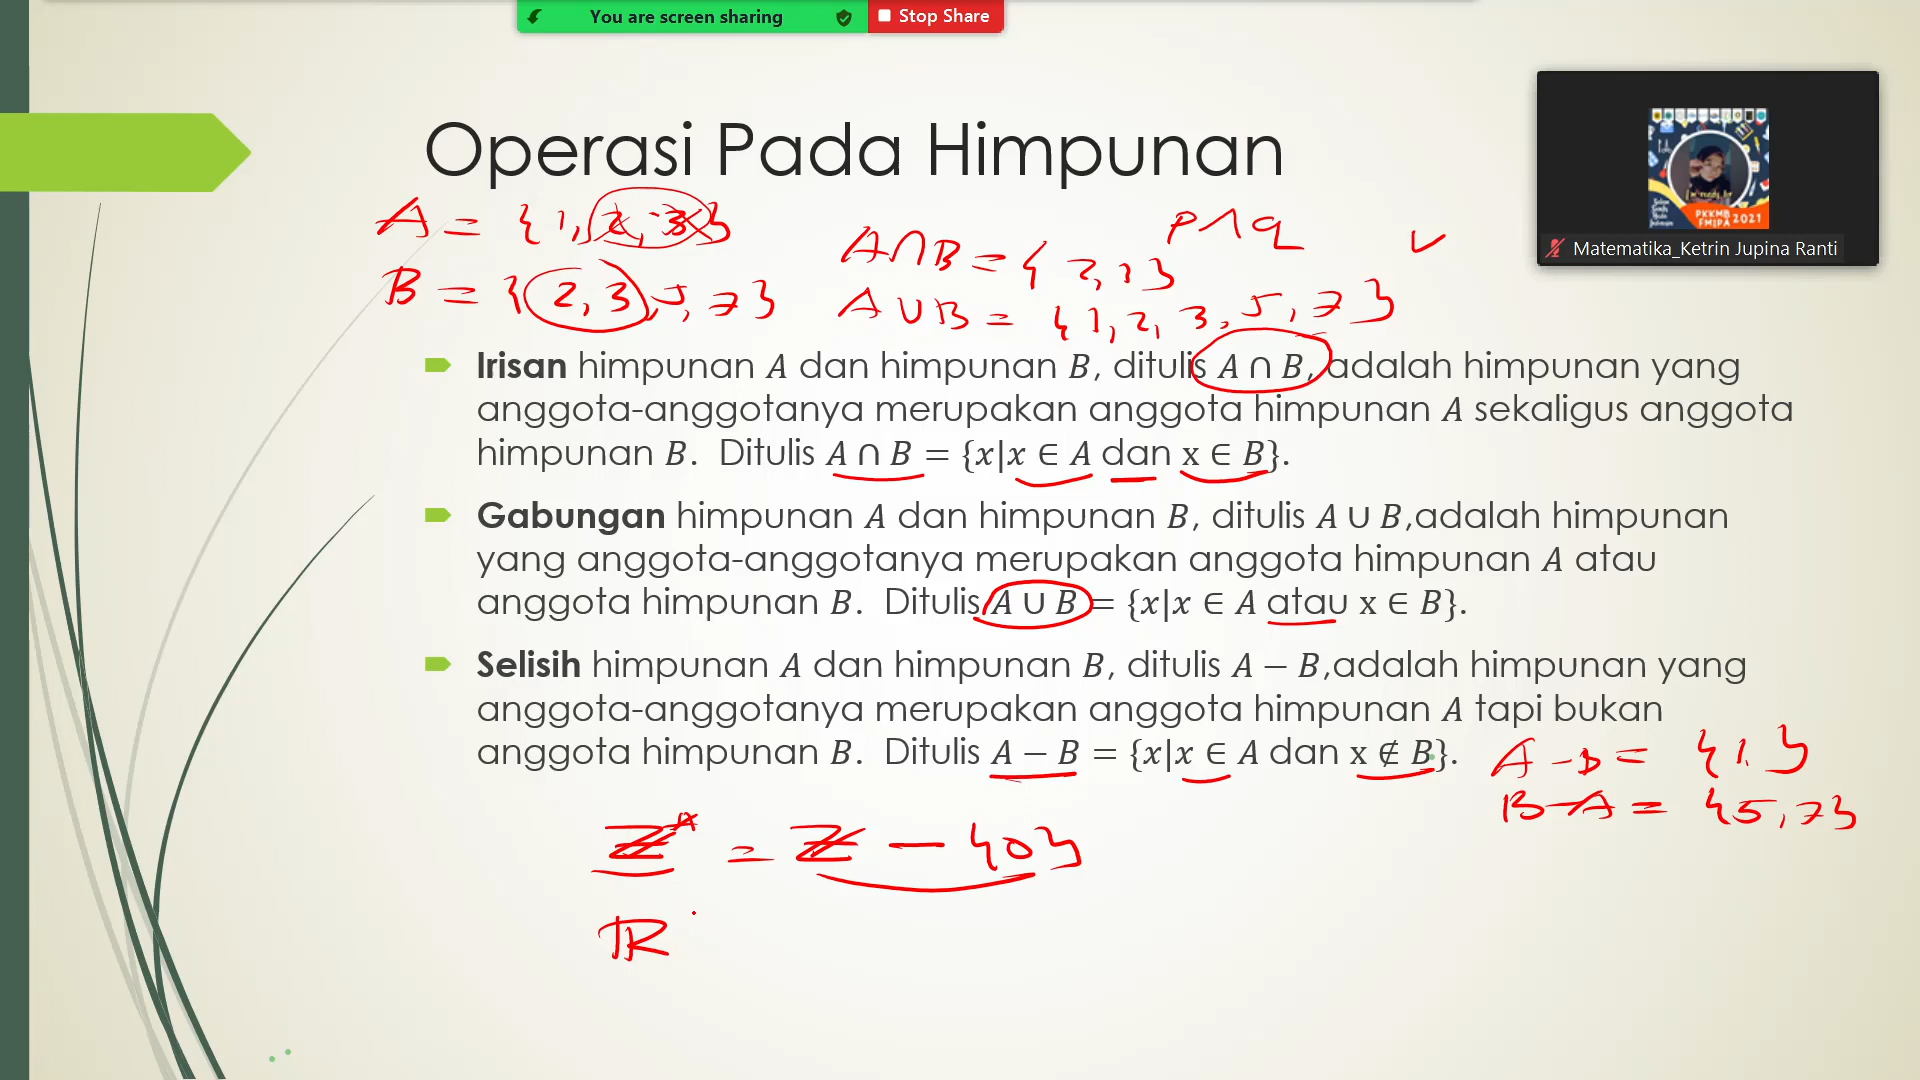 You are screen sharing
Stop Share
Operasi Pada Himpunan
A = {1, 2, 3}
B = {2, 3, 5, 7}
A∩B = {2, 3}
p∧q
A∪B = {1, 2, 3, 5, 7}
Irisan himpunan A dan himpunan B, ditulis A ∩ B, adalah himpunan yang
anggota-anggotanya merupakan anggota himpunan A sekaligus anggota
himpunan B. Ditulis A ∩ B = {x|x ∈ A dan x ∈ B}.
Gabungan himpunan A dan himpunan B, ditulis A ∪ B,adalah himpunan
yang anggota-anggotanya merupakan anggota himpunan A atau
anggota himpunan B. Ditulis A ∪ B = {x|x ∈ A atau x ∈ B}.
Selisih himpunan A dan himpunan B, ditulis A − B,adalah himpunan yang
anggota-anggotanya merupakan anggota himpunan A tapi bukan
anggota himpunan B. Ditulis A − B = {x|x ∈ A dan x ∉ B}.
A − B = {1}
B − A = {5, 7}
ℤ* = ℤ − {0}
ℝ
PKKMB 2021
FMIPA
Matematika_Ketrin Jupina Ranti